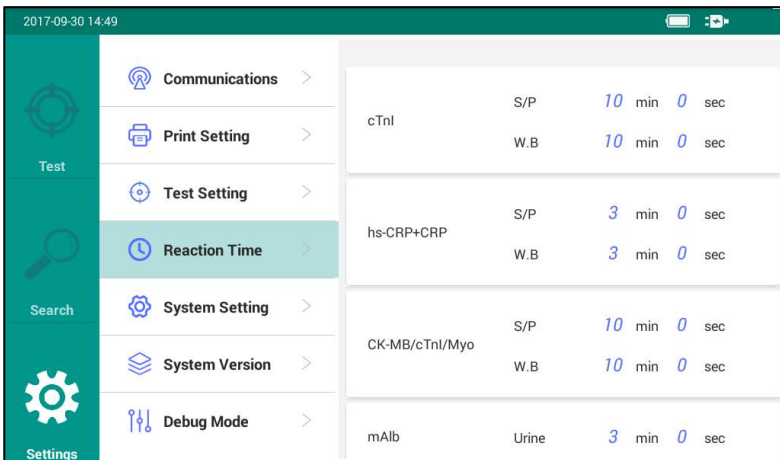 2017-09-30 14:49
Test
Search
Settings
Communications
Print Setting
Test Setting
Reaction Time
System Setting
System Version
Debug Mode
cTnI
S/P 10 min 0 sec
W.B 10 min 0 sec
hs-CRP+CRP
S/P 3 min 0 sec
W.B 3 min 0 sec
CK-MB/cTnI/Myo
S/P 10 min 0 sec
W.B 10 min 0 sec
mAlb Urine 3 min 0 sec